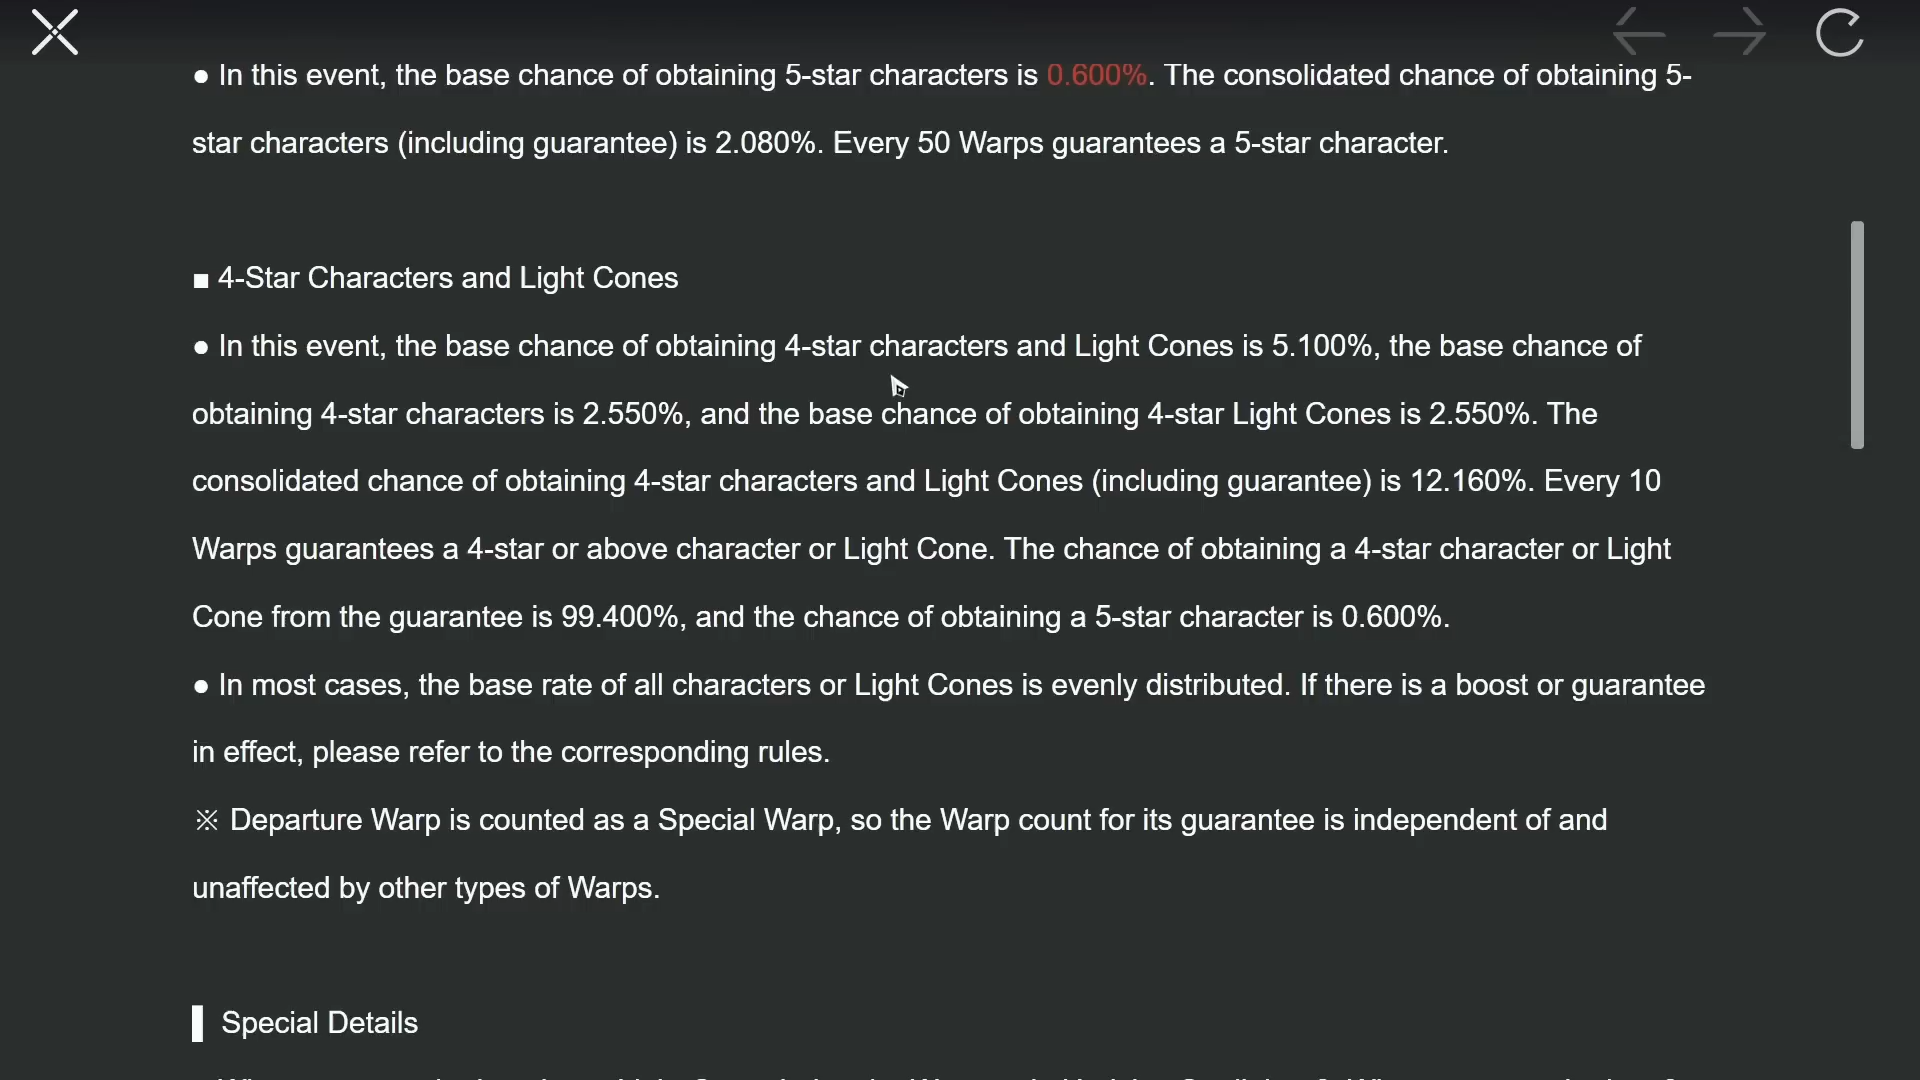 ● In this event, the base chance of obtaining 5-star characters is 0.600%. The consolidated chance of obtaining 5-
star characters (including guarantee) is 2.080%. Every 50 Warps guarantees a 5-star character.
■ 4-Star Characters and Light Cones
● In this event, the base chance of obtaining 4-star characters and Light Cones is 5.100%, the base chance of
obtaining 4-star characters is 2.550%, and the base chance of obtaining 4-star Light Cones is 2.550%. The
consolidated chance of obtaining 4-star characters and Light Cones (including guarantee) is 12.160%. Every 10
Warps guarantees a 4-star or above character or Light Cone. The chance of obtaining a 4-star character or Light
Cone from the guarantee is 99.400%, and the chance of obtaining a 5-star character is 0.600%.
● In most cases, the base rate of all characters or Light Cones is evenly distributed. If there is a boost or guarantee
in effect, please refer to the corresponding rules.
※ Departure Warp is counted as a Special Warp, so the Warp count for its guarantee is independent of and
unaffected by other types of Warps.
Special Details